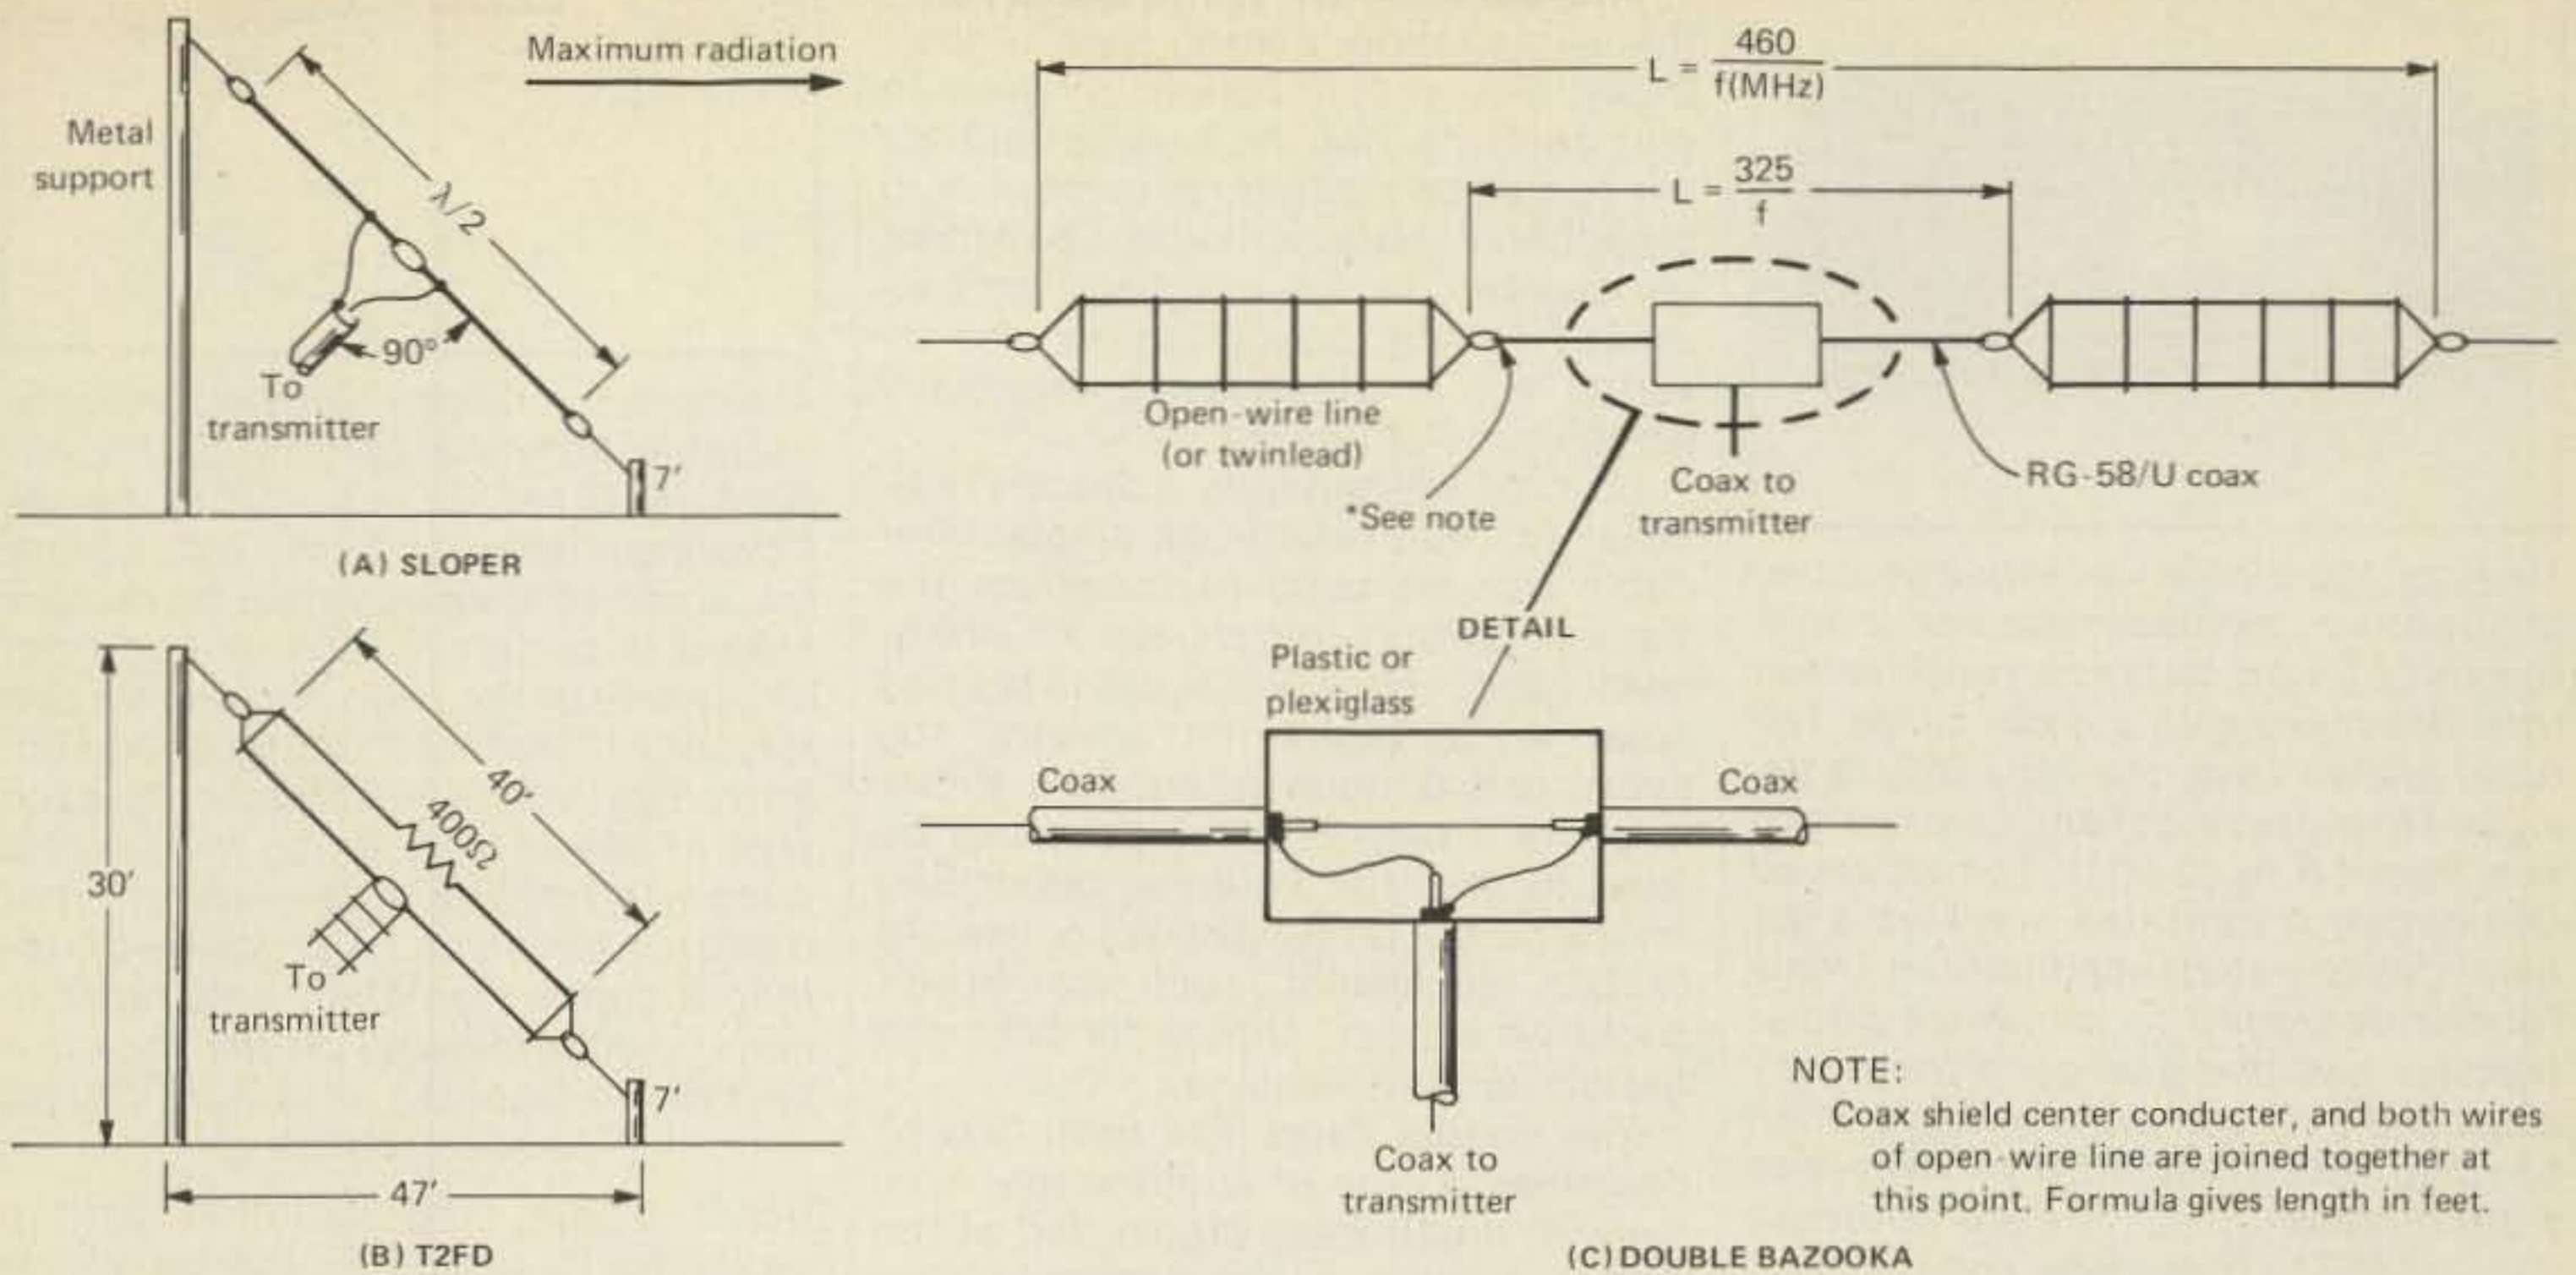 Metal
support
Maximum radiation
λ/2
90°
To
transmitter
7'
(A) SLOPER
30'
40'
400Ω
To
transmitter
7'
47'
(B) T2FD
L = 460
f(MHz)
L = 325
f
Open-wire line
(or twinlead)
*See note
Coax to
transmitter
RG-58/U coax
DETAIL
Plastic or
plexiglass
Coax
Coax
Coax to
transmitter
NOTE:
Coax shield center conducter, and both wires
of open-wire line are joined together at
this point. Formula gives length in feet.
(C) DOUBLE BAZOOKA